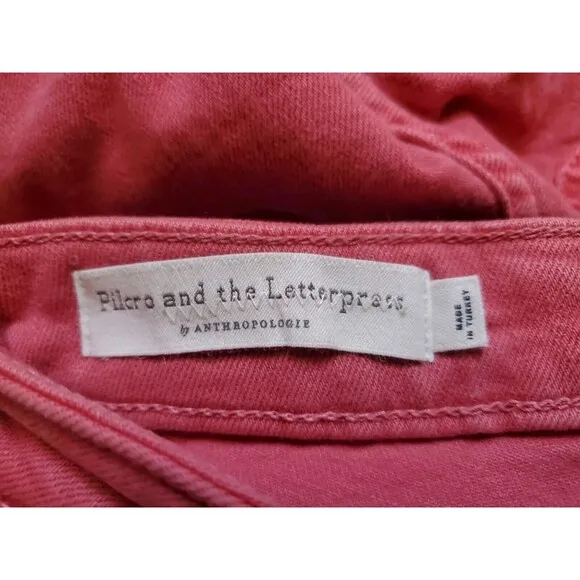 Pilcro and the Letterpress
by ANTHROPOLOGIE
MADE
IN TURKEY